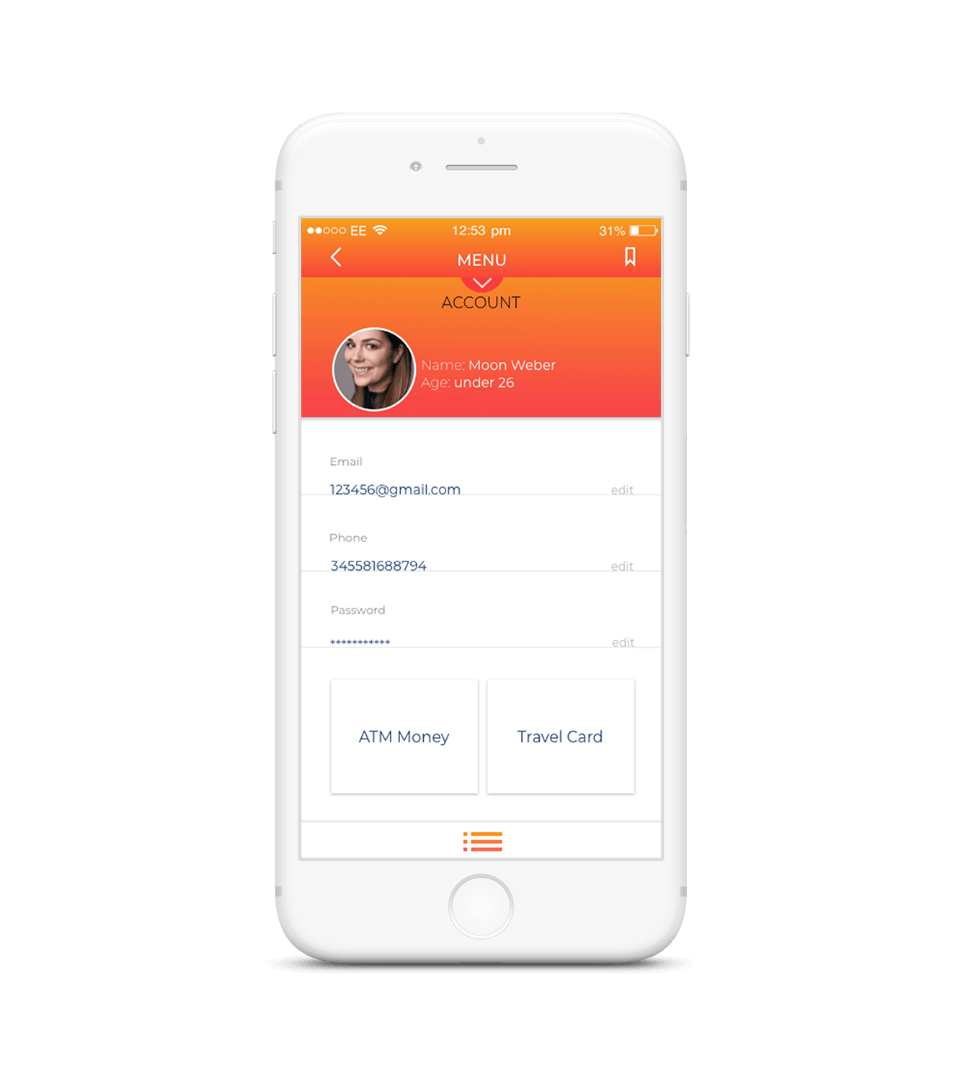 EE 12:53 pm 31%
MENU
ACCOUNT
Name: Moon Weber
Age: under 26
Email
123456@gmail.com edit
Phone
345581688794 edit
Password
*********** edit
ATM Money Travel Card